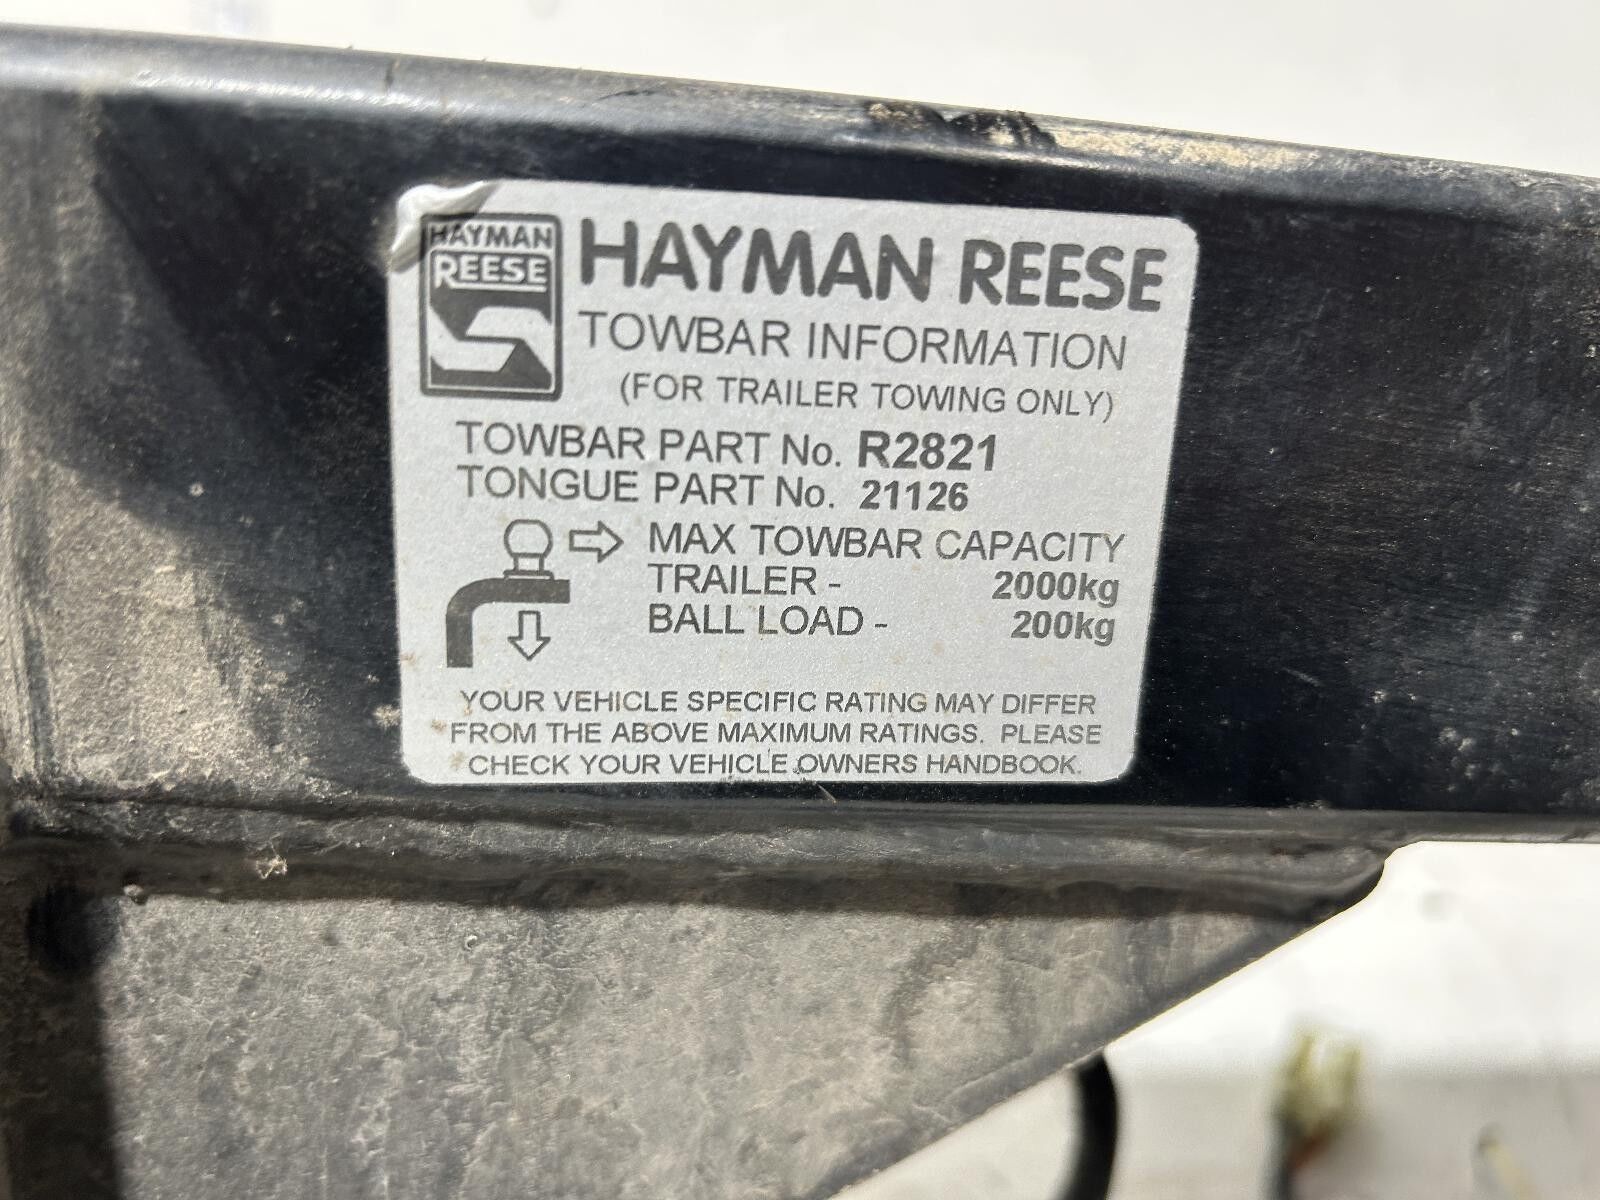 HAYMAN
REESE
HAYMAN REESE
TOWBAR INFORMATION
(FOR TRAILER TOWING ONLY)
TOWBAR PART No. R2821
TONGUE PART No. 21126
MAX TOWBAR CAPACITY
TRAILER - 2000kg
BALL LOAD - 200kg
YOUR VEHICLE SPECIFIC RATING MAY DIFFER
FROM THE ABOVE MAXIMUM RATINGS. PLEASE
CHECK YOUR VEHICLE OWNERS HANDBOOK.